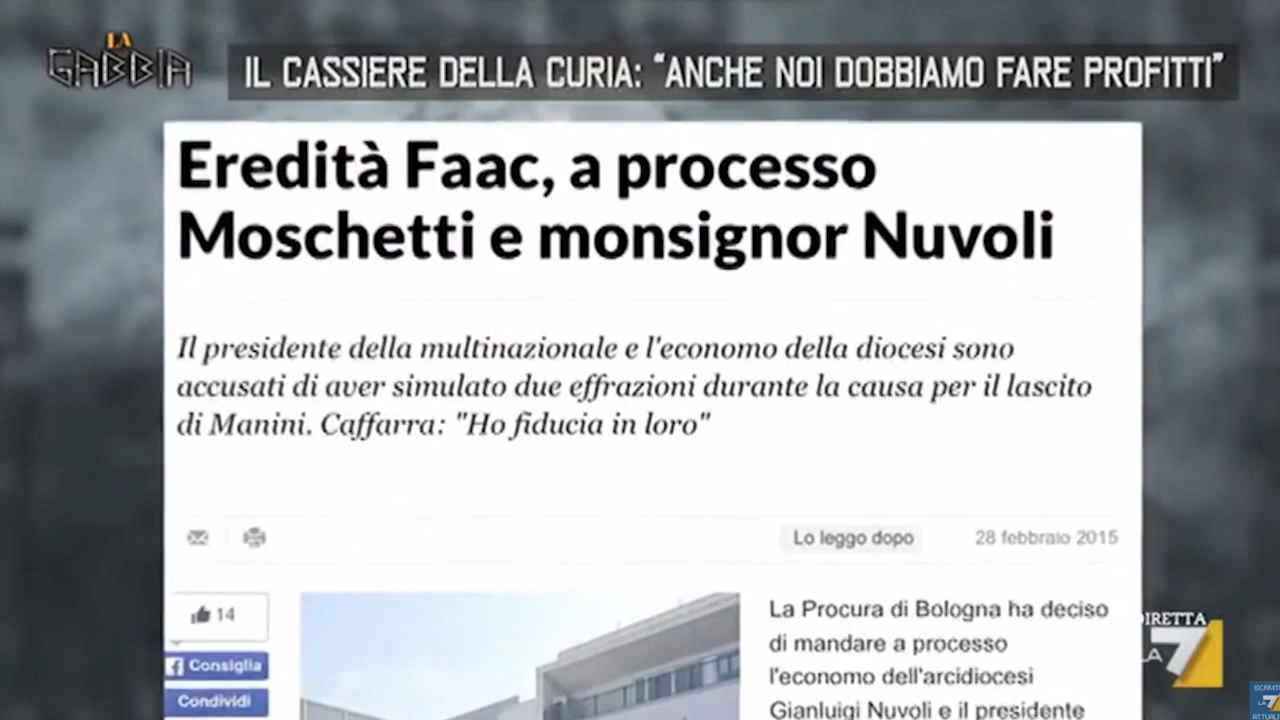 LA
GABBIA
IL CASSIERE DELLA CURIA: “ANCHE NOI DOBBIAMO FARE PROFITTI”
Eredità Faac, a processo
Moschetti e monsignor Nuvoli
Il presidente della multinazionale e l'economo della diocesi sono
accusati di aver simulato due effrazioni durante la causa per il lascito
di Manini. Caffarra: "Ho fiducia in loro"
Lo leggo dopo
28 febbraio 2015
14
Consiglia
Condividi
La Procura di Bologna ha deciso
di mandare a processo
l'economo dell'arcidiocesi
Gianluigi Nuvoli e il presidente
DIRETTA
LA7